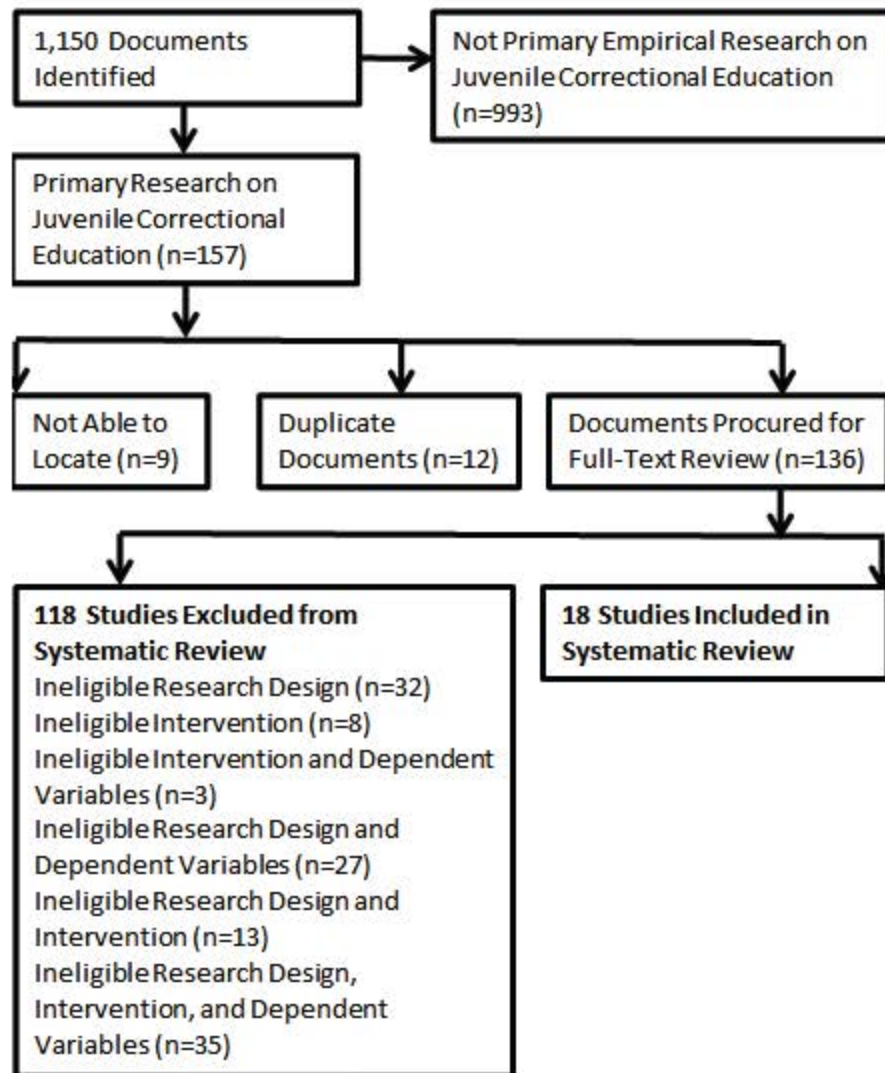 1,150 Documents
Identified
Not Primary Empirical Research on
Juvenile Correctional Education
(n=993)
Primary Research on
Juvenile Correctional
Education (n=157)
Not Able to
Locate (n=9)
Duplicate
Documents (n=12)
Documents Procured for
Full-Text Review (n=136)
118 Studies Excluded from
Systematic Review
Ineligible Research Design (n=32)
Ineligible Intervention (n=8)
Ineligible Intervention and Dependent
Variables (n=3)
Ineligible Research Design and
Dependent Variables (n=27)
Ineligible Research Design and
Intervention (n=13)
Ineligible Research Design,
Intervention, and Dependent
Variables (n=35)
18 Studies Included in
Systematic Review